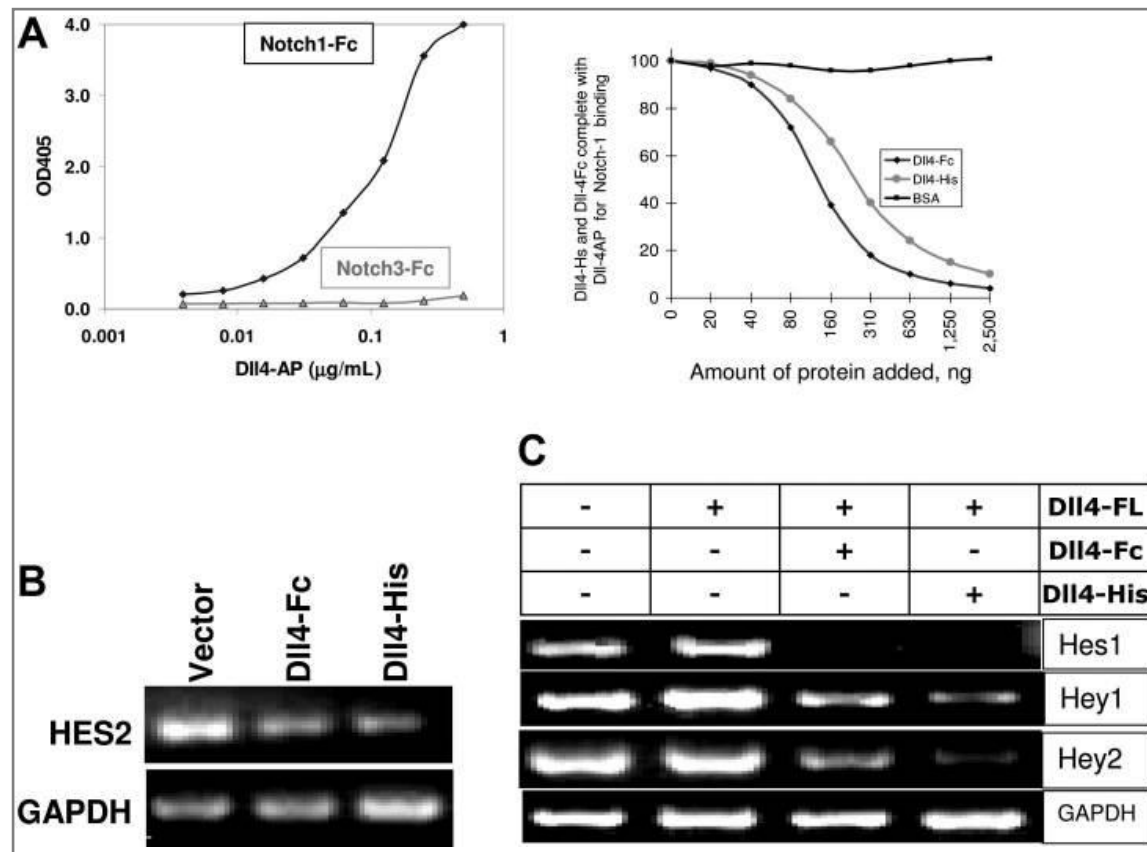 A
4.0
3.0
2.0
1.0
0.0
OD405
Notch1-Fc
Notch3-Fc
0.001
0.01
0.1
1
Dll4-AP (µg/mL)
Dll4-Hs and Dll-4Fc complete with
Dll-4AP for Notch-1 binding
100
80
60
40
20
0
Dll4-Fc
Dll4-His
BSA
0
20
40
80
160
310
630
1,250
2,500
Amount of protein added, ng
B
Vector
Dll4-Fc
Dll4-His
HES2
GAPDH
C
- + + + Dll4-FL
- - + - Dll4-Fc
- - - + Dll4-His
Hes1
Hey1
Hey2
GAPDH